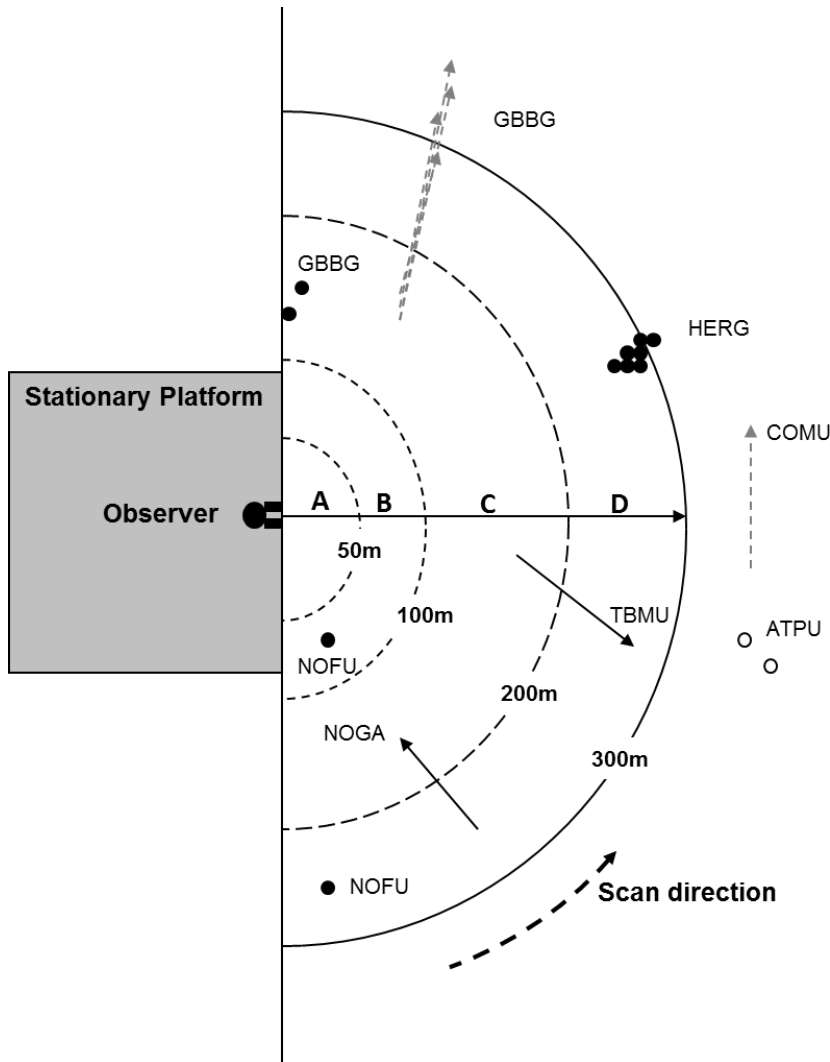 GBBG
GBBG
HERG
Stationary Platform
COMU
Observer
A
B
C
D
50m
100m
TBMU
ATPU
NOFU
200m
NOGA
300m
NOFU
Scan direction